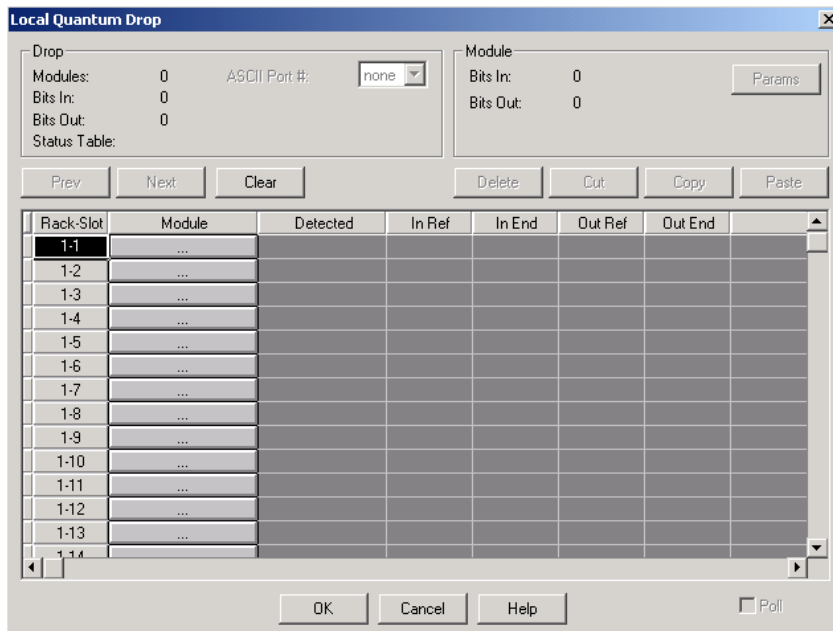 Local Quantum Drop
Drop
Modules: 0 ASCII Port #: none
Bits In: 0
Bits Out: 0
Status Table:
Module
Bits In: 0 Params
Bits Out: 0
Prev Next Clear Delete Cut Copy Paste
Rack-Slot Module Detected In Ref In End Out Ref Out End
1-1 ...
1-2 ...
1-3 ...
1-4 ...
1-5 ...
1-6 ...
1-7 ...
1-8 ...
1-9 ...
1-10 ...
1-11 ...
1-12 ...
1-13 ...
1-14
OK Cancel Help Poll